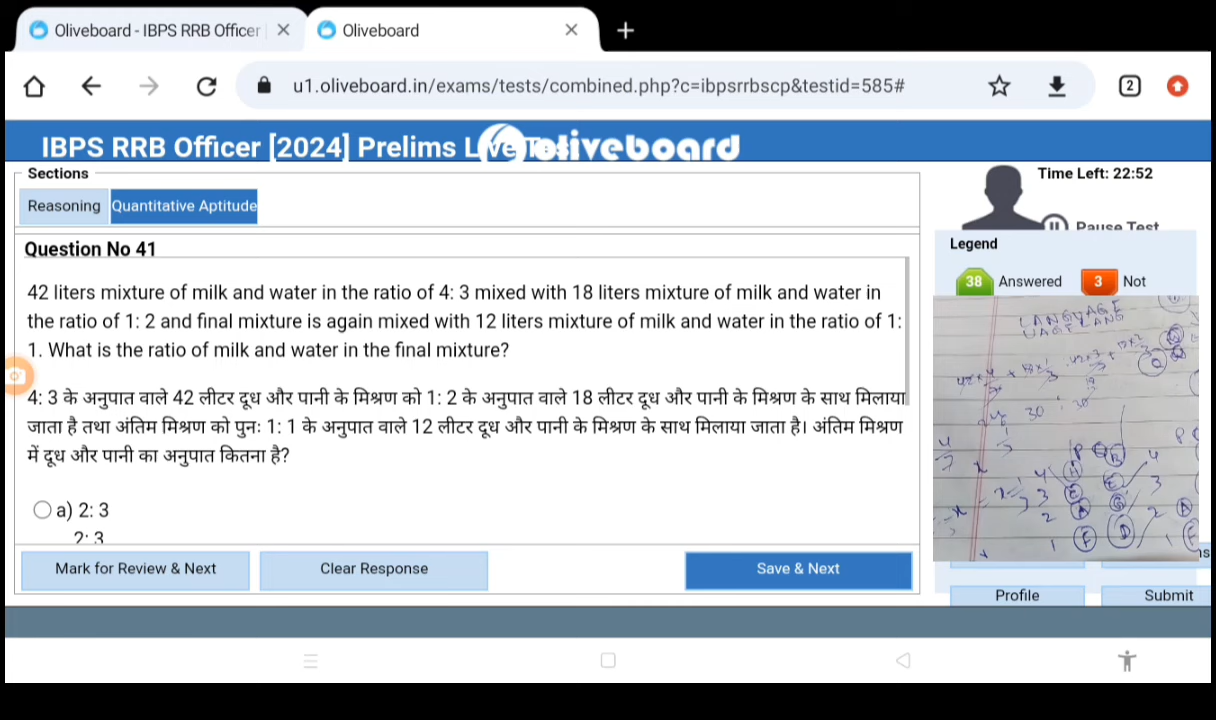 Oliveboard - IBPS RRB Officer
Oliveboard
u1.oliveboard.in/exams/tests/combined.php?c=ibpsrrbscp&testid=585#
2
IBPS RRB Officer [2024] Prelims Live Test
oliveboard
Sections
Reasoning
Quantitative Aptitude
Time Left: 22:52
Pause Test
Question No 41
Legend
38 Answered
3 Not
42 liters mixture of milk and water in the ratio of 4: 3 mixed with 18 liters mixture of milk and water in
the ratio of 1: 2 and final mixture is again mixed with 12 liters mixture of milk and water in the ratio of 1:
1. What is the ratio of milk and water in the final mixture?
4: 3 के अनुपात वाले 42 लीटर दूध और पानी के मिश्रण को 1: 2 के अनुपात वाले 18 लीटर दूध और पानी के मिश्रण के साथ मिलाया
जाता है तथा अंतिम मिश्रण को पुनः 1: 1 के अनुपात वाले 12 लीटर दूध और पानी के मिश्रण के साथ मिलाया जाता है। अंतिम मिश्रण
में दूध और पानी का अनुपात कितना है?
a) 2: 3
2: 3
LANGUAGE
UAGE LANG
30 : 30
Mark for Review & Next
Clear Response
Save & Next
Profile
Submit